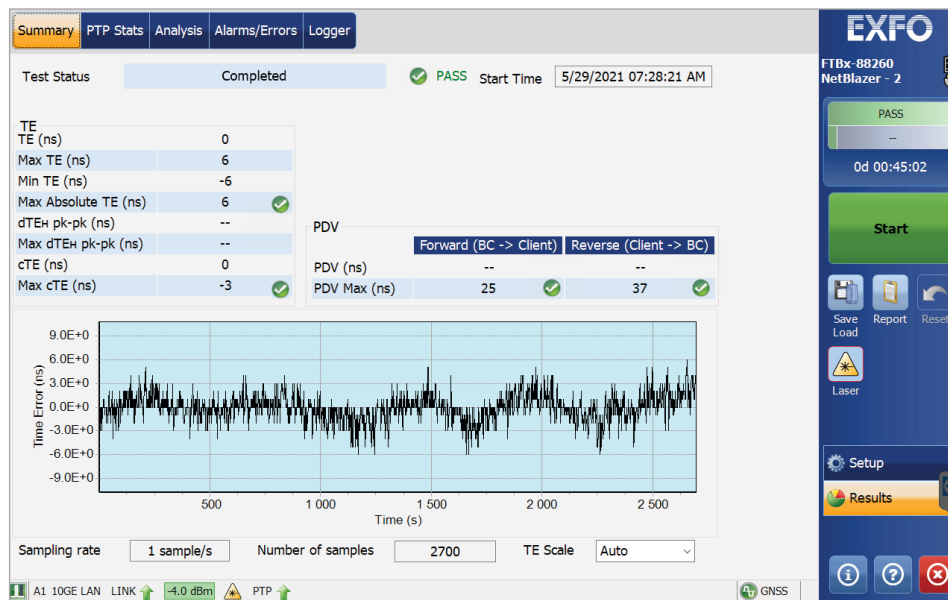 Summary PTP Stats Analysis Alarms/Errors Logger
EXFO
FTBx-88260
NetBlazer - 2
Test Status Completed PASS Start Time 5/29/2021 07:28:21 AM
PASS
--
0d 00:45:02
TE
TE (ns) 0
Max TE (ns) 6
Min TE (ns) -6
Max Absolute TE (ns) 6
dTEH pk-pk (ns) --
Max dTEH pk-pk (ns) --
cTE (ns) 0
Max cTE (ns) -3
PDV
Forward (BC -> Client) Reverse (Client -> BC)
PDV (ns) -- --
PDV Max (ns) 25 37
Start
Save
Load
Report
Reset
Laser
9.0E+0
6.0E+0
3.0E+0
0.0E+0
-3.0E+0
-6.0E+0
-9.0E+0
Time Error (ns)
500 1 000 1 500 2 000 2 500
Time (s)
Setup
Results
Sampling rate 1 sample/s Number of samples 2700 TE Scale Auto
A1 10GE LAN LINK -4.0 dBm PTP GNSS